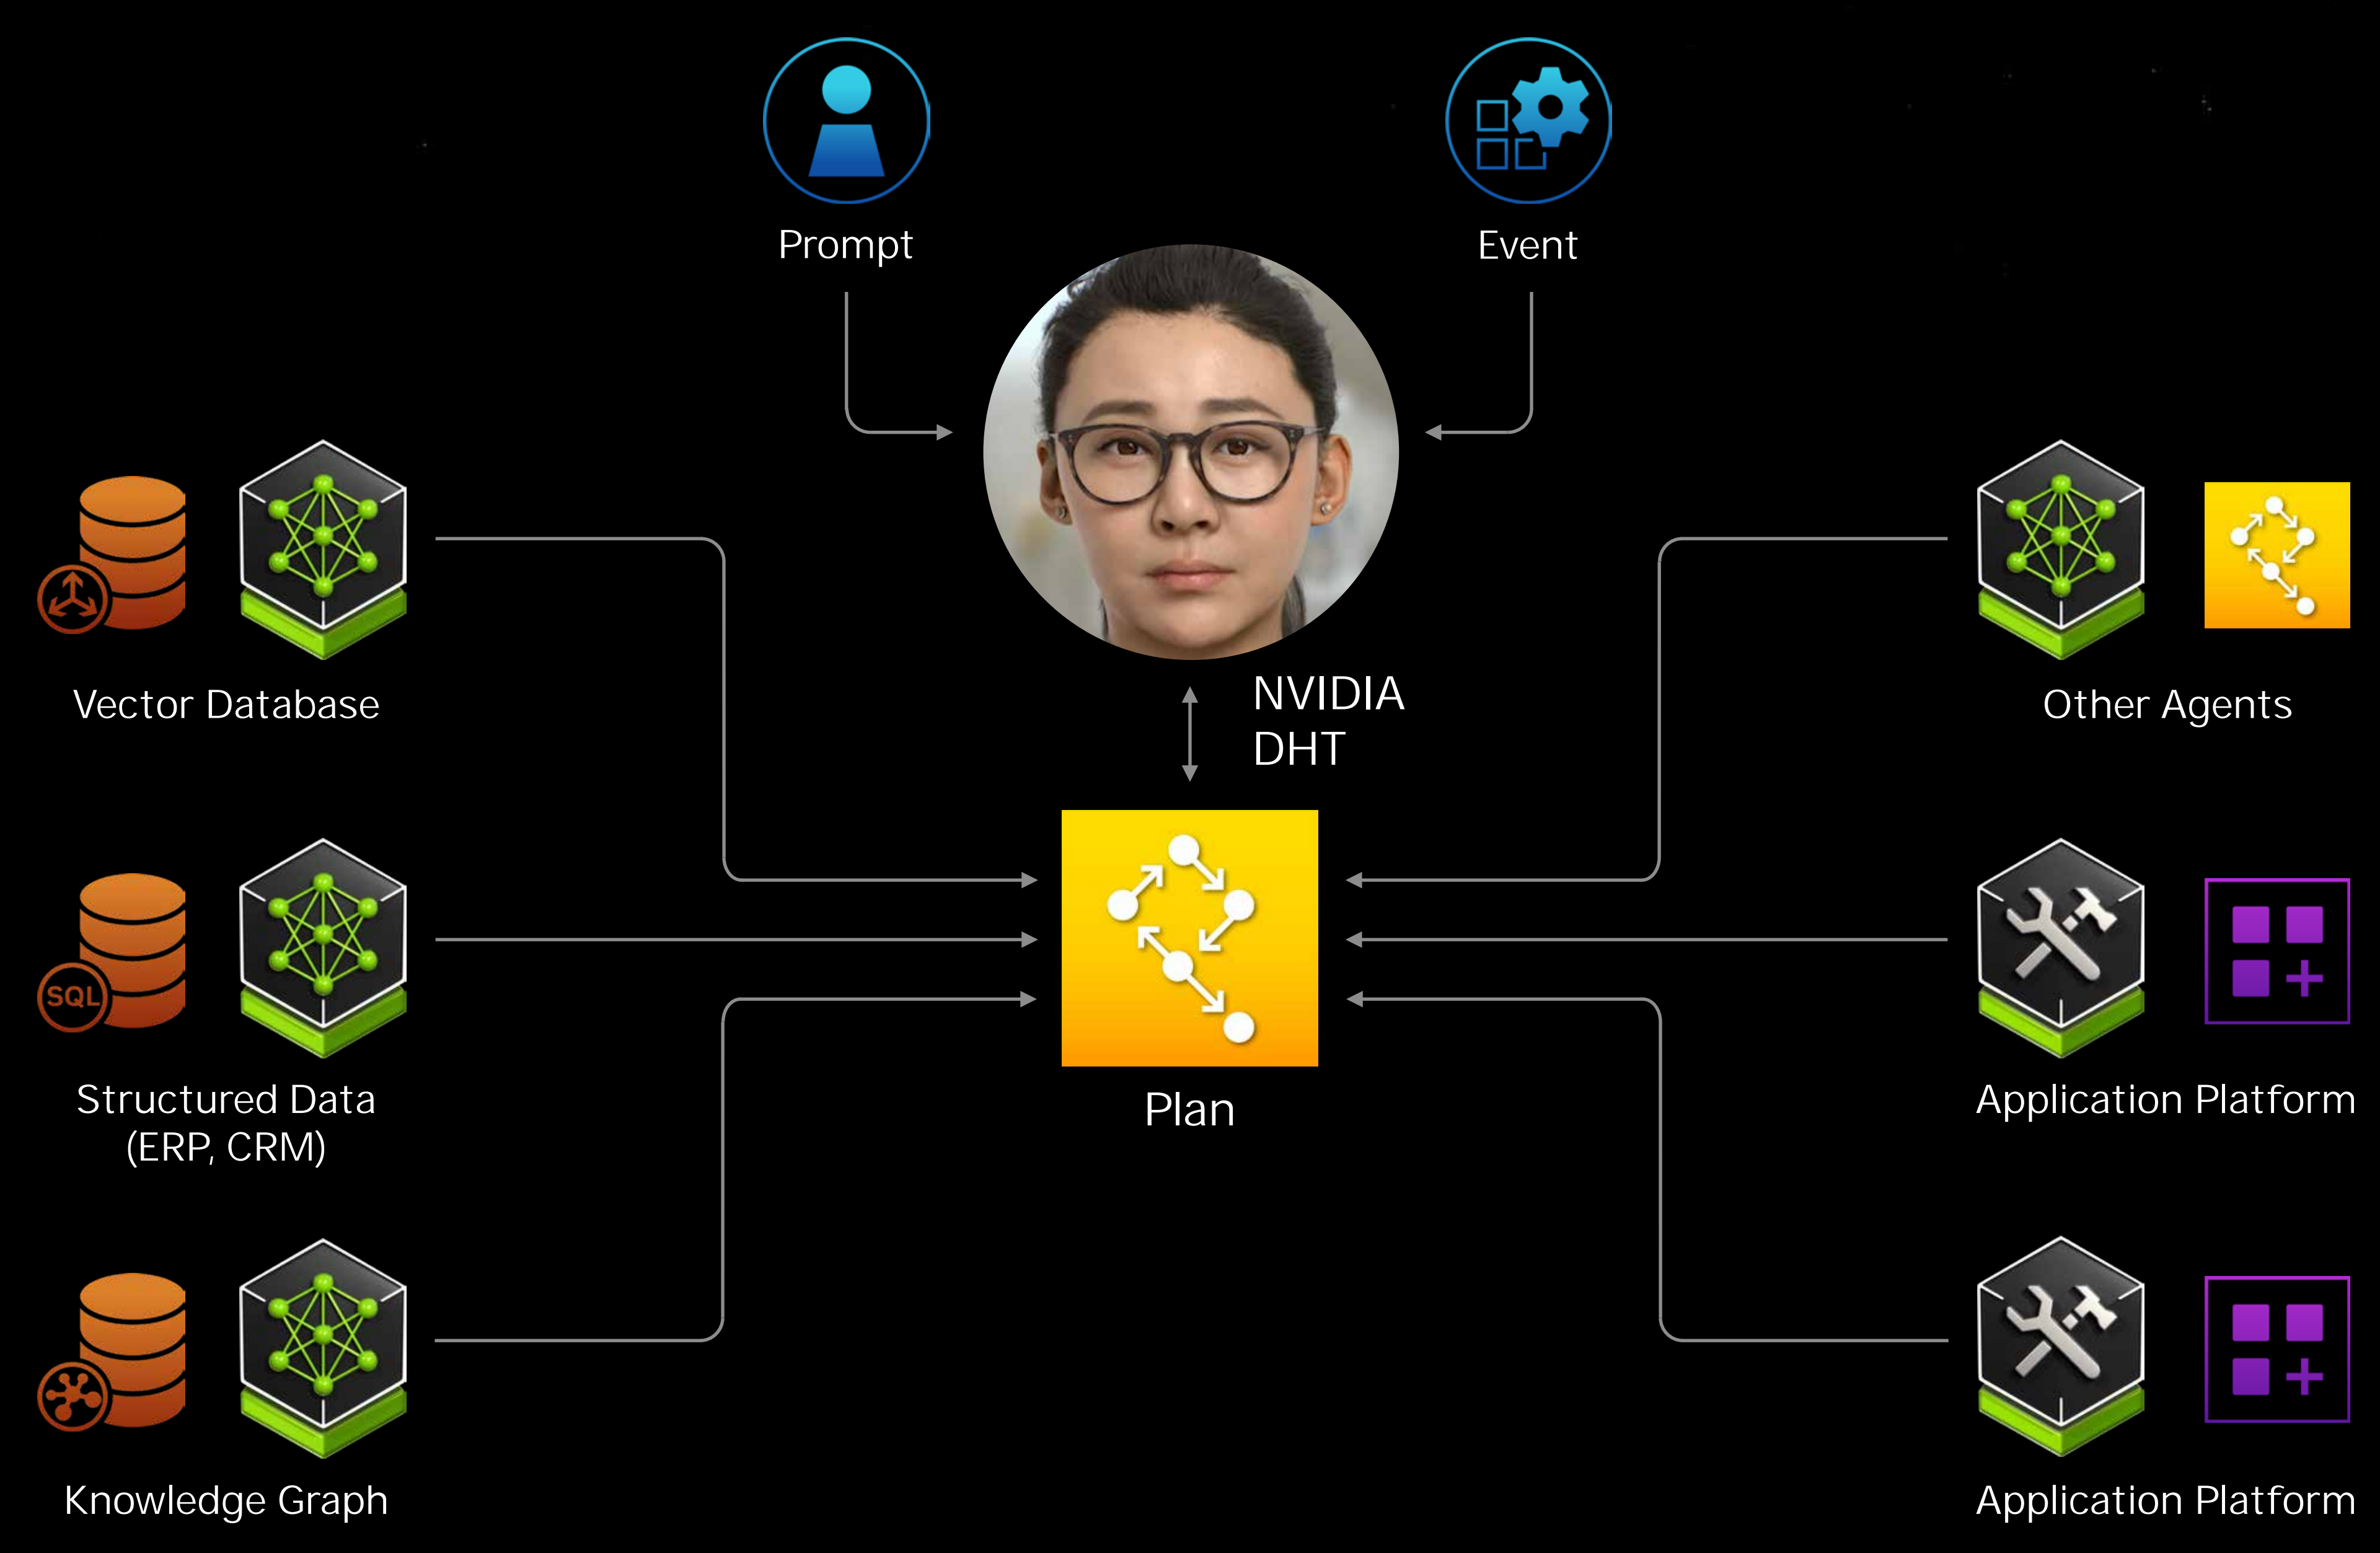 Prompt
Event
NVIDIA
DHT
Vector Database
Other Agents
SQL
Structured Data
(ERP, CRM)
Plan
Application Platform
Knowledge Graph
Application Platform